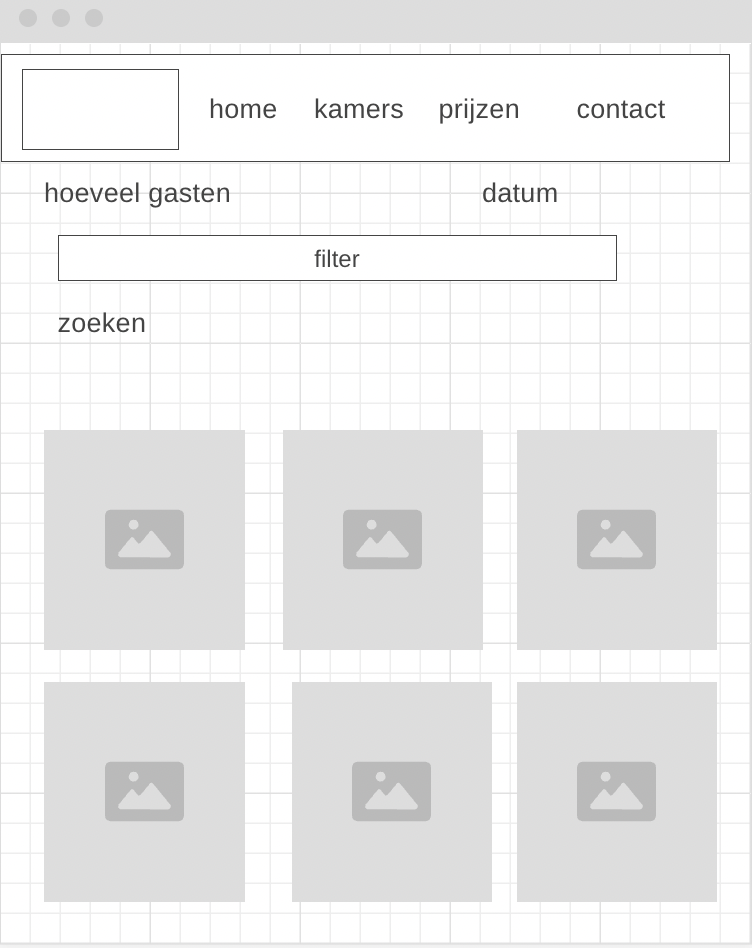 home kamers prijzen contact
hoeveel gasten datum
filter
zoeken